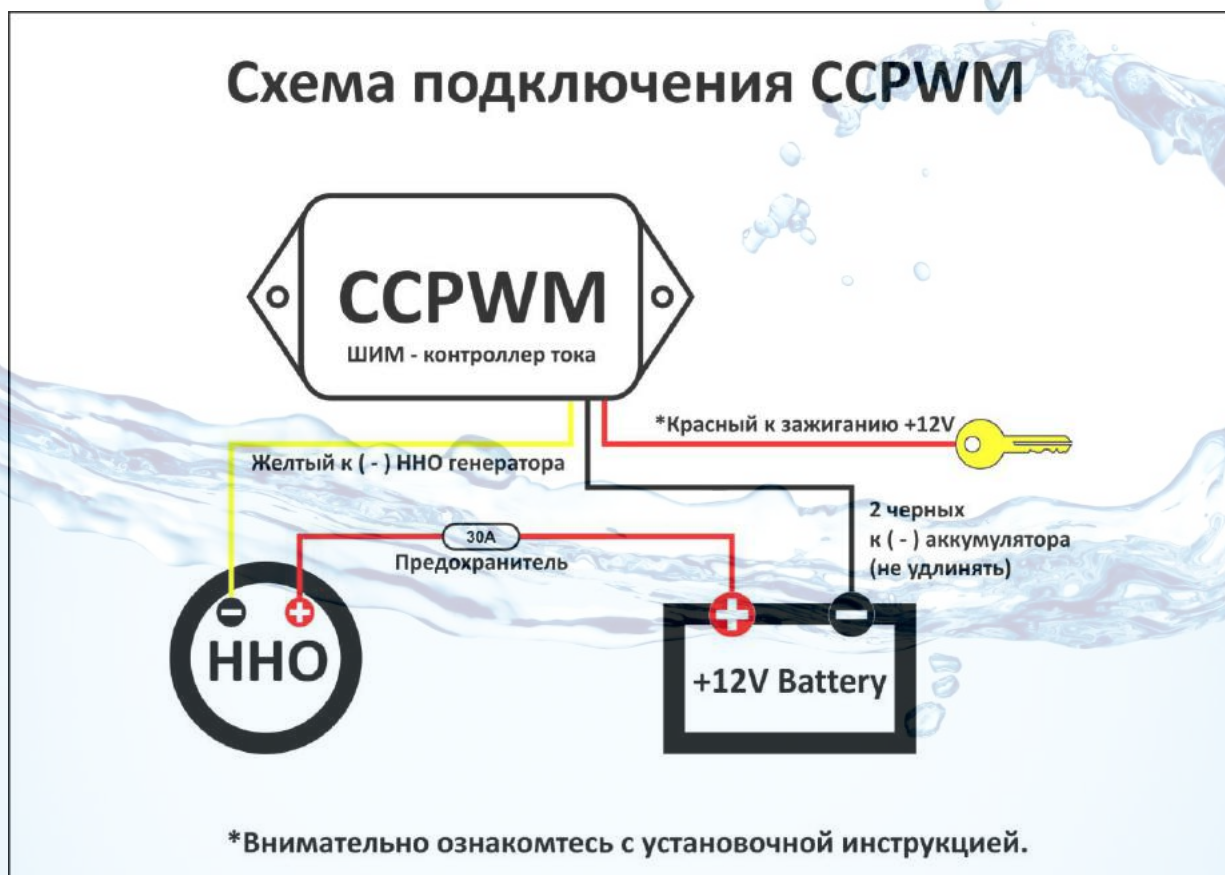 Схема подключения CCPWM
CCPWM
ШИМ - контроллер тока
*Красный к зажиганию +12V
Желтый к ( - ) ННО генератора
2 черных
к ( - ) аккумулятора
(не удлинять)
30А
Предохранитель
ННО
+12V Battery
*Внимательно ознакомтесь с установочной инструкцией.